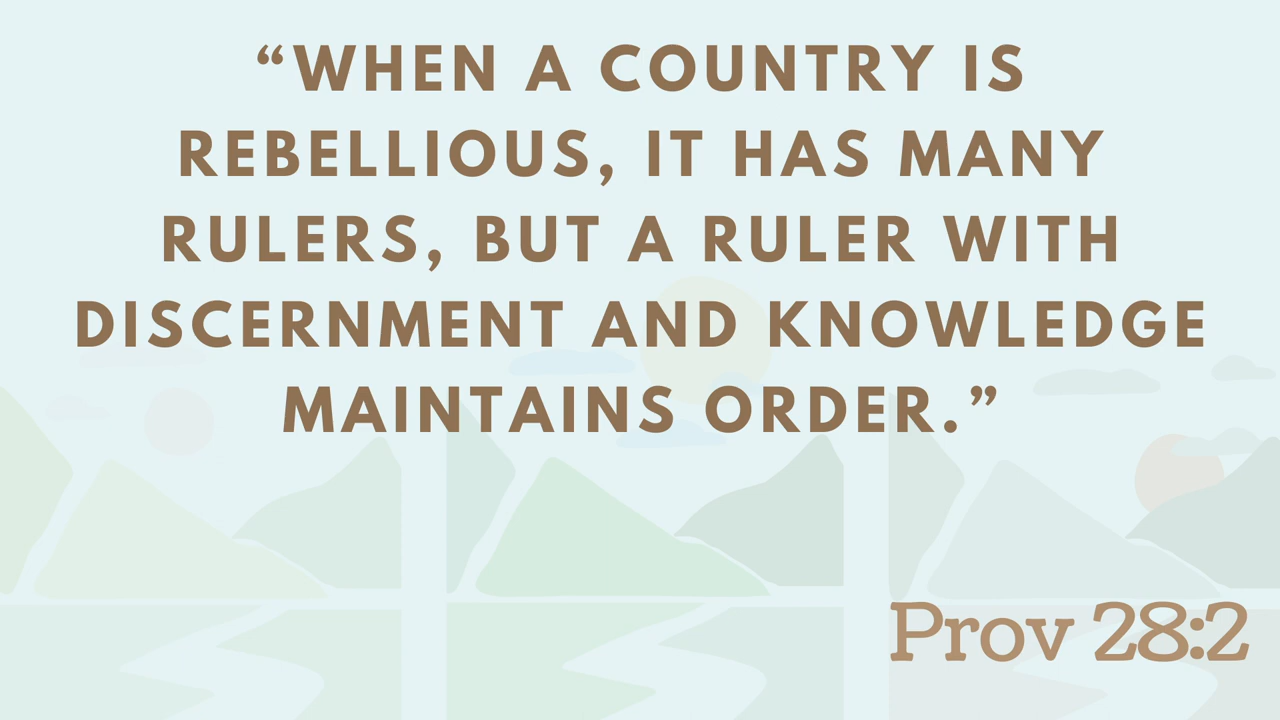 “WHEN A COUNTRY IS
REBELLIOUS, IT HAS MANY
RULERS, BUT A RULER WITH
DISCERNMENT AND KNOWLEDGE
MAINTAINS ORDER.”
Prov 28:2